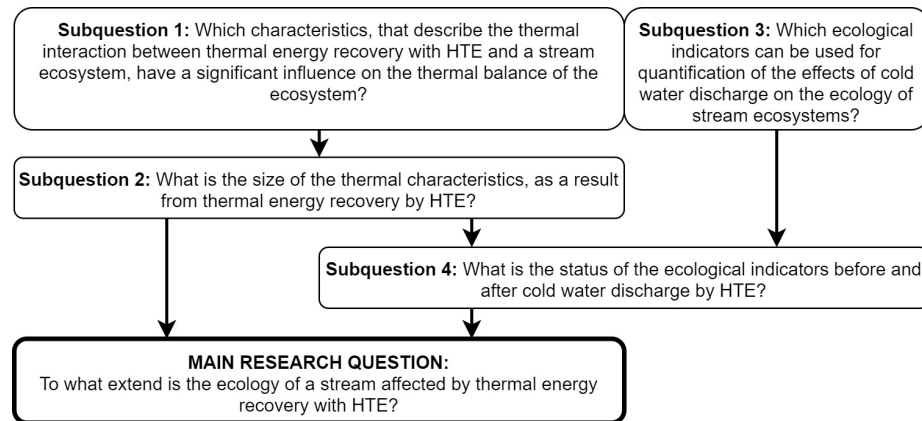 Subquestion 1: Which characteristics, that describe the thermal
interaction between thermal energy recovery with HTE and a stream
ecosystem, have a significant influence on the thermal balance of the
ecosystem?
Subquestion 3: Which ecological
indicators can be used for
quantification of the effects of cold
water discharge on the ecology of
stream ecosystems?
Subquestion 2: What is the size of the thermal characteristics, as a result
from thermal energy recovery by HTE?
Subquestion 4: What is the status of the ecological indicators before and
after cold water discharge by HTE?
MAIN RESEARCH QUESTION:
To what extend is the ecology of a stream affected by thermal energy
recovery with HTE?